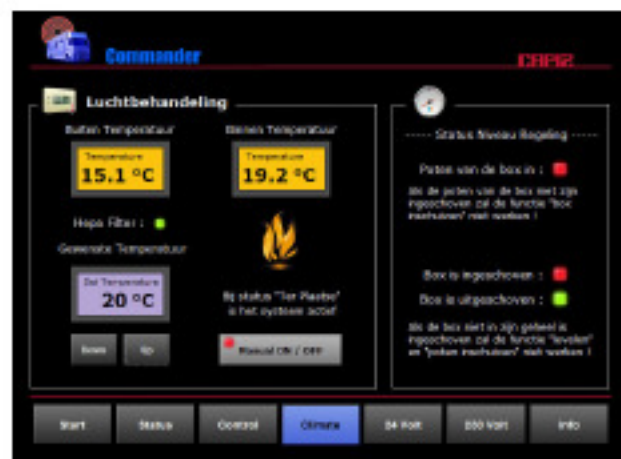 Commander
Luchtbehandeling
Buiten Temperatuur
Binnen Temperatuur
Temperature
15.1 °C
Temperature
19.2 °C
Hepa Filter :
Gewenste Temperatuur
Set Temperature
20 °C
Down
Up
Bij status "Ter Plaatse"
is het systeem actief
Manual ON / OFF
Status Niveau Regeling
Poten van de box in :
Als de poten van de box niet zijn
ingeschoven zal de functie "box
inschuiven" niet werken !
Box is ingeschoven :
Box is uitgeschoven :
Als de box niet in zijn geheel is
ingeschoven zal de functie "levelen"
en "poten inschuiven" niet werken !
Start
Status
Control
Climate
24 Volt
230 Volt
Info